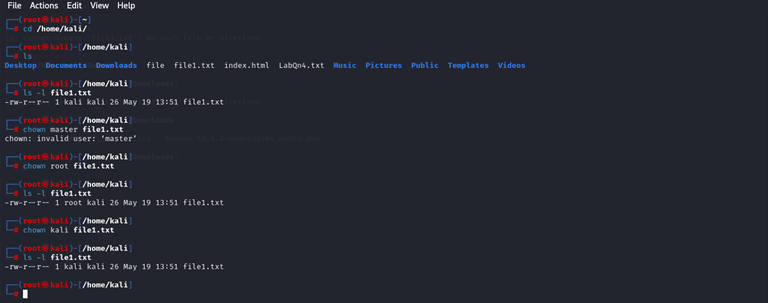 File Actions Edit View Help
┌──(root㉿kali)-[~]
└─# cd /home/kali/
┌──(root㉿kali)-[/home/kali]
└─# ls
Desktop Documents Downloads file file1.txt index.html LabQn4.txt Music Pictures Public Templates Videos
┌──(root㉿kali)-[/home/kali]
└─# ls -l file1.txt
-rw-r--r-- 1 kali kali 26 May 19 13:51 file1.txt
┌──(root㉿kali)-[/home/kali]
└─# chown master file1.txt
chown: invalid user: ‘master’
┌──(root㉿kali)-[/home/kali]
└─# chown root file1.txt
┌──(root㉿kali)-[/home/kali]
└─# ls -l file1.txt
-rw-r--r-- 1 root kali 26 May 19 13:51 file1.txt
┌──(root㉿kali)-[/home/kali]
└─# chown kali file1.txt
┌──(root㉿kali)-[/home/kali]
└─# ls -l file1.txt
-rw-r--r-- 1 kali kali 26 May 19 13:51 file1.txt
┌──(root㉿kali)-[/home/kali]
└─#